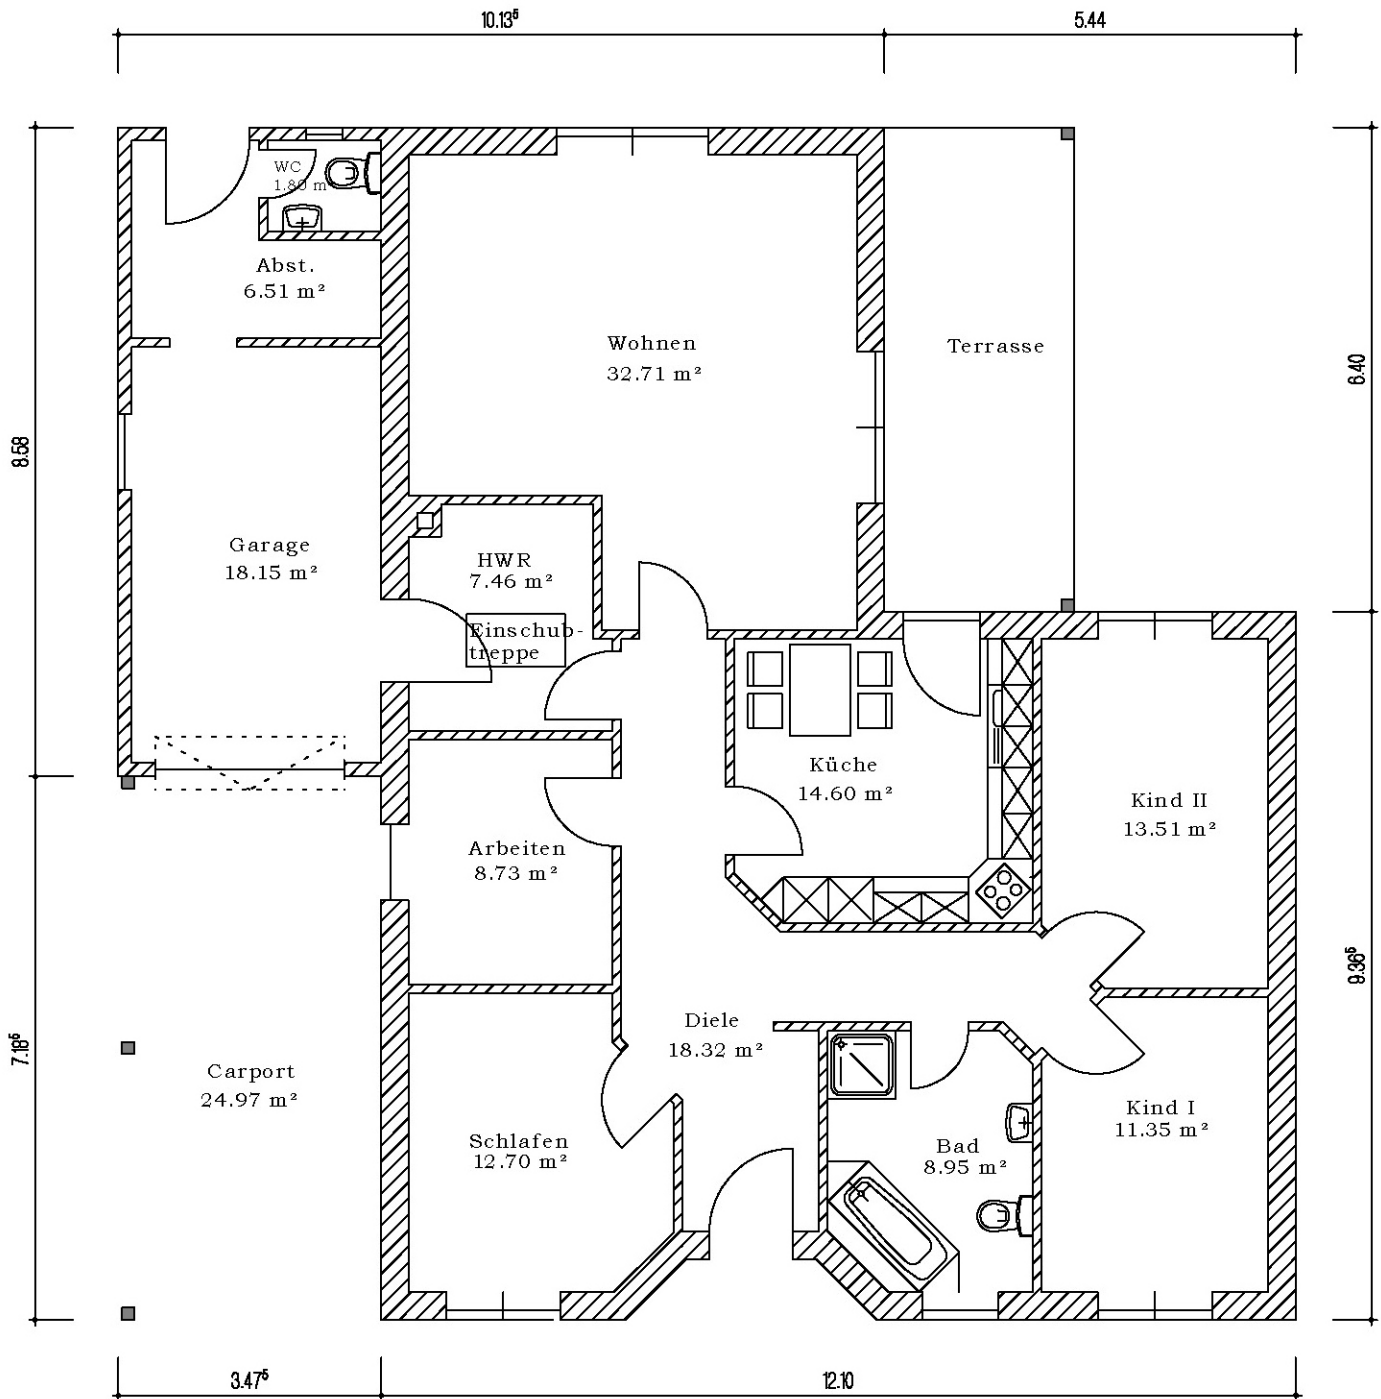 10.13⁵
5.44
WC
1.80 m
Abst.
6.51 m²
Wohnen
32.71 m²
Terrasse
6.40
8.58
Garage
18.15 m²
HWR
7.46 m²
Einschub-
treppe
Küche
14.60 m²
Kind II
13.51 m²
Arbeiten
8.73 m²
9.36⁵
Diele
18.32 m²
7.18⁵
Carport
24.97 m²
Kind I
11.35 m²
Schlafen
12.70 m²
Bad
8.95 m²
3.47⁵
12.10